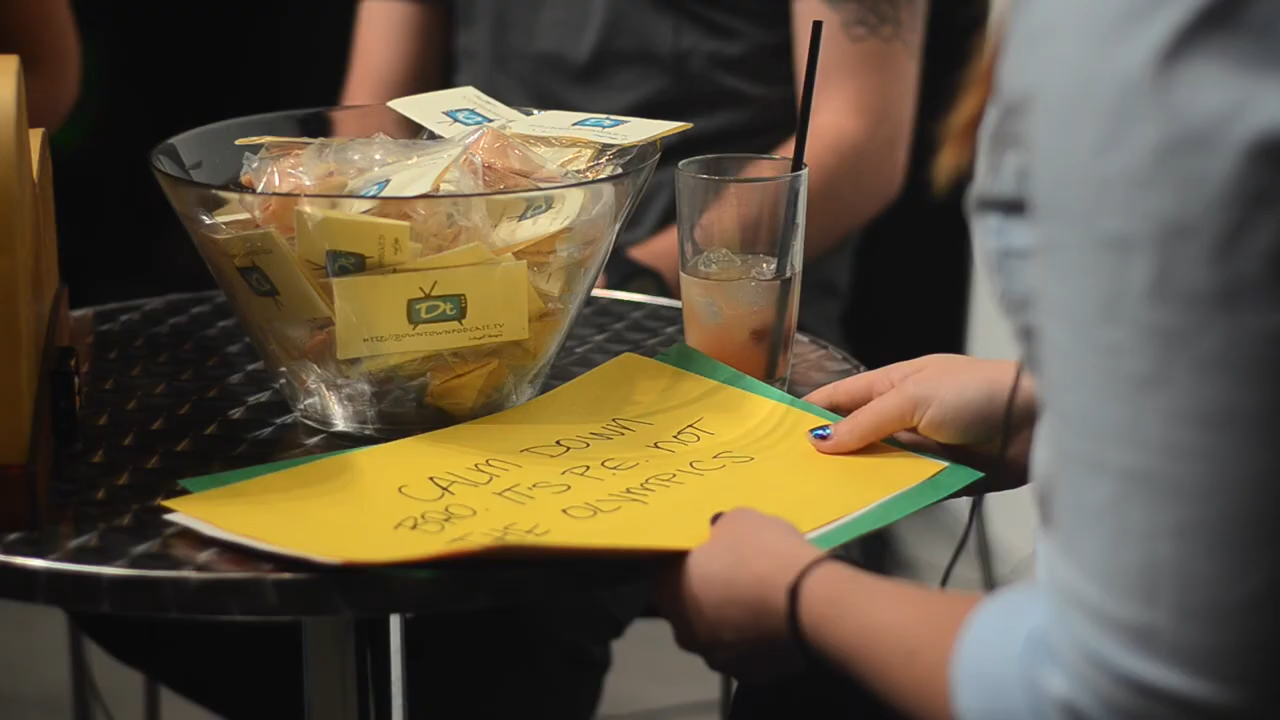 Dt
HTTP://DOWNTOWNPODCAST.TV
CALM DOWN
BRO. IT'S P.E. NOT
THE OLYMPICS